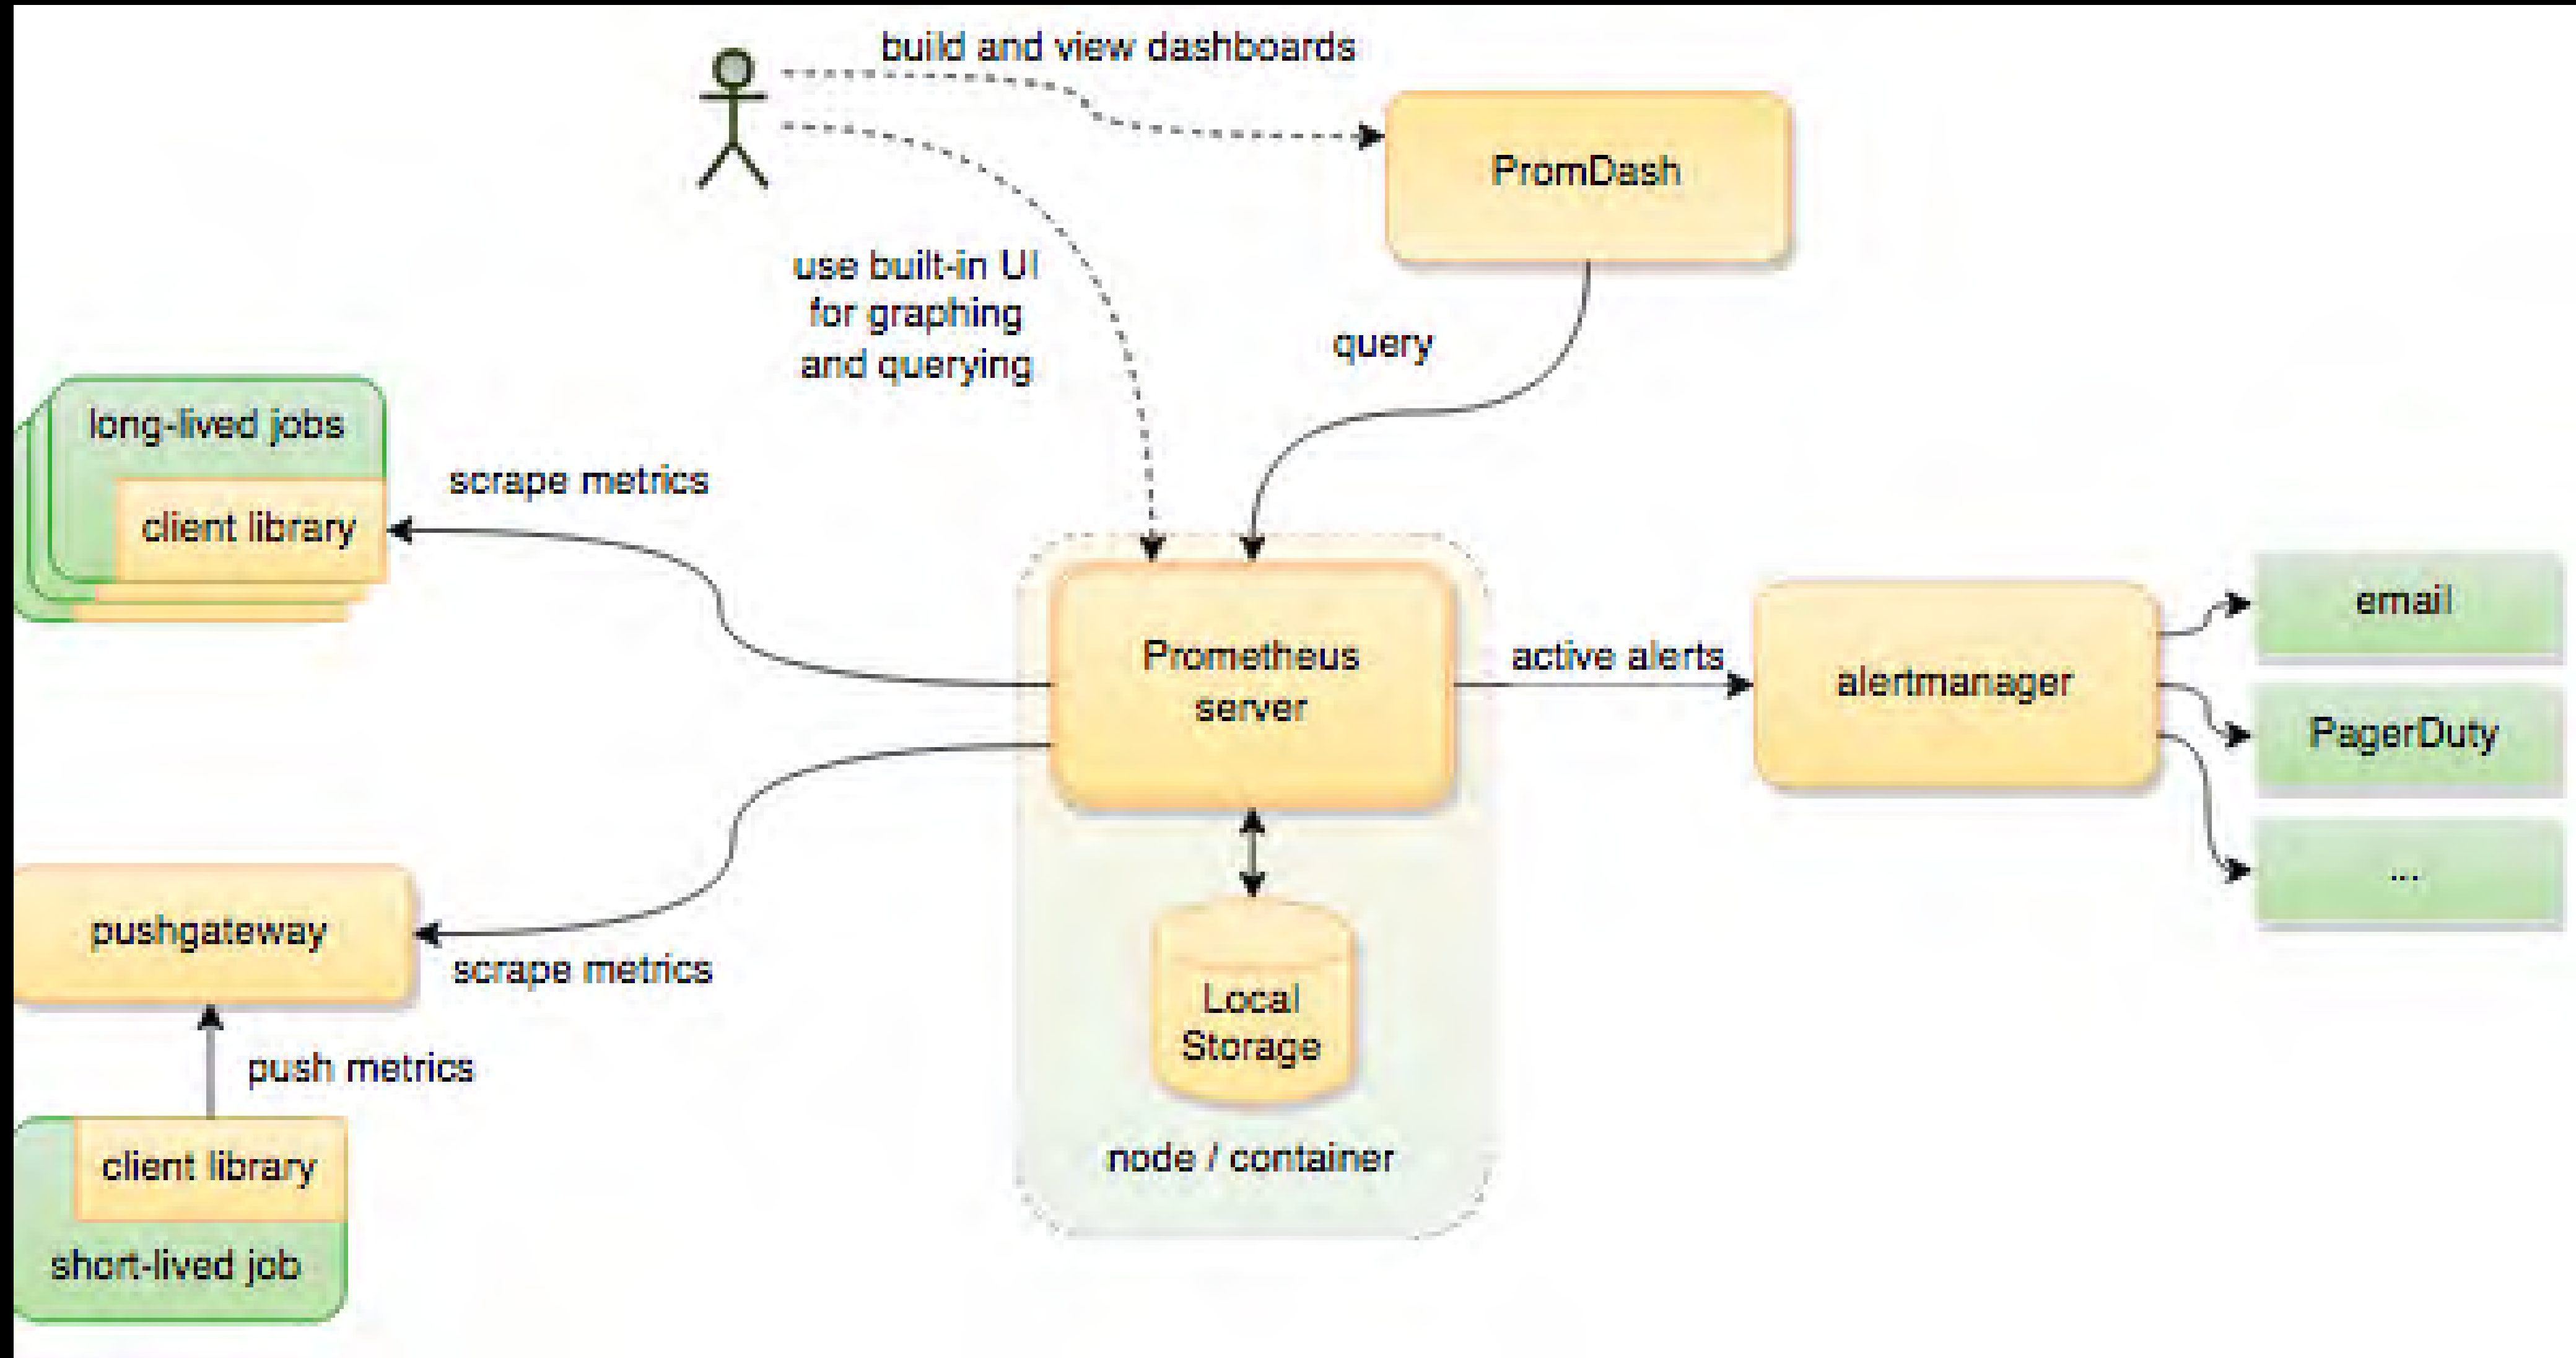 build and view dashboards
PromDash
use built-in UI
for graphing
and querying
query
long-lived jobs
client library
scrape metrics
Prometheus
server
active alerts
alertmanager
email
PagerDuty
...
pushgateway
scrape metrics
Local
Storage
push metrics
node / container
client library
short-lived job